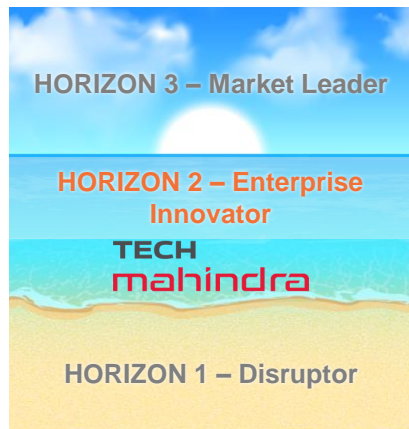 HORIZON 3 – Market Leader
HORIZON 2 – Enterprise
Innovator
TECH
mahindra
HORIZON 1 – Disruptor